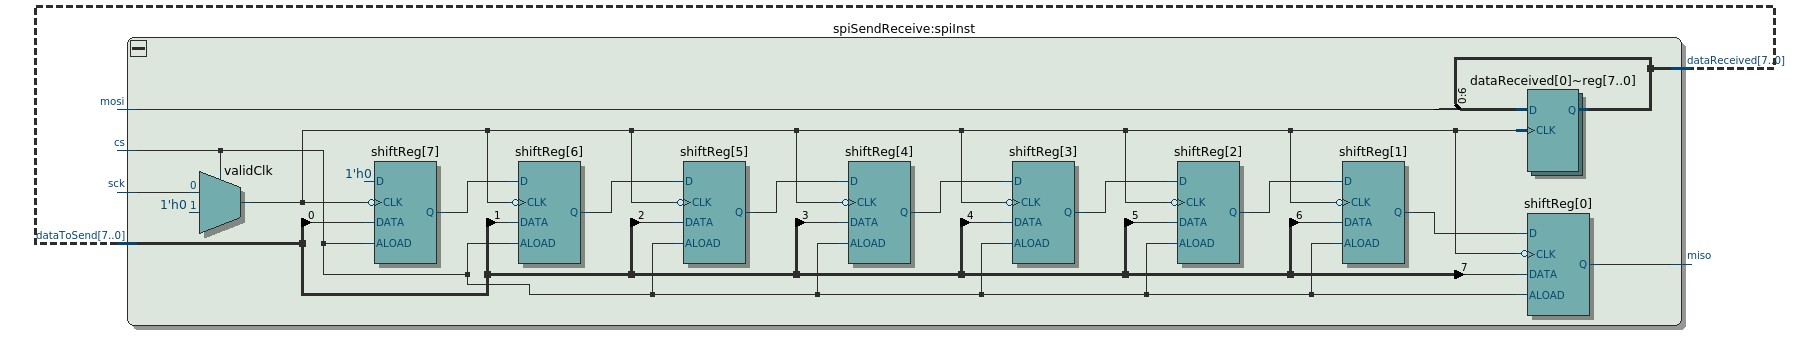 spiSendReceive:spiInst
dataReceived[7..0]
dataReceived[0]~reg[7..0]
mosi
0:6
D
Q
CLK
cs
validClk
sck
0
1'h0 1
dataToSend[7..0]
shiftReg[7]
1'h0
D
CLK
0
DATA
Q
ALOAD
shiftReg[6]
D
CLK
1
DATA
Q
ALOAD
shiftReg[5]
D
CLK
2
DATA
Q
ALOAD
shiftReg[4]
D
CLK
3
DATA
Q
ALOAD
shiftReg[3]
D
CLK
4
DATA
Q
ALOAD
shiftReg[2]
D
CLK
5
DATA
Q
ALOAD
shiftReg[1]
D
CLK
6
DATA
Q
ALOAD
shiftReg[0]
D
CLK
7
DATA
Q
ALOAD
miso